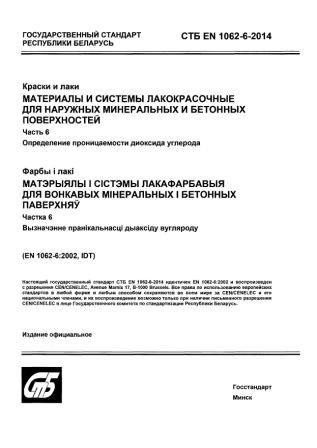 ГОСУДАРСТВЕННЫЙ СТАНДАРТ
РЕСПУБЛИКИ БЕЛАРУСЬ
СТБ EN 1062-6-2014
Краски и лаки
МАТЕРИАЛЫ И СИСТЕМЫ ЛАКОКРАСОЧНЫЕ
ДЛЯ НАРУЖНЫХ МИНЕРАЛЬНЫХ И БЕТОННЫХ
ПОВЕРХНОСТЕЙ
Часть 6
Определение проницаемости диоксида углерода
Фарбы і лакі
МАТЭРЫЯЛЫ І СІСТЭМЫ ЛАКАФАРБАВЫЯ
ДЛЯ ВОНКАВЫХ МІНЕРАЛЬНЫХ І БЕТОННЫХ
ПАВЕРХНЯЎ
Частка 6
Вызначэнне пранікальнасці дыаксіду вугляроду
(EN 1062-6:2002, IDT)
Настоящий государственный стандарт СТБ EN 1062-6-2014 идентичен EN 1062-6:2002 и воспроизведен
с разрешения CEN/CENELEC, Avenue Marnix 17, B-1000 Brussels. Все права по использованию европейских
стандартов в любой форме и любым способом сохраняются во всем мире за CEN/CENELEC и его
национальными членами, и их воспроизведение возможно только при наличии письменного разрешения
CEN/CENELEC в лице Государственного комитета по стандартизации Республики Беларусь.
Издание официальное
СТБ
Госстандарт
Минск